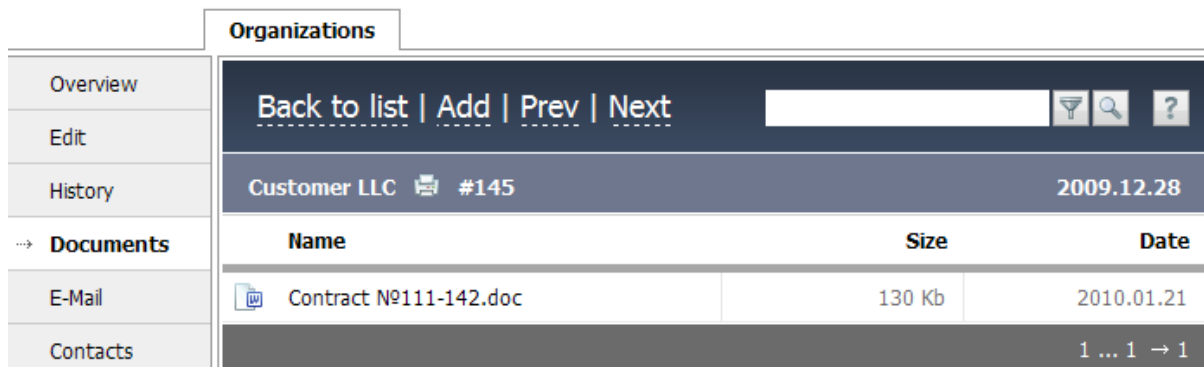 Organizations
Overview
Edit
History
Documents
E-Mail
Contacts
Back to list | Add | Prev | Next
?
Customer LLC #145 2009.12.28
Name Size Date
Contract №111-142.doc 130 Kb 2010.01.21
1 ... 1 → 1